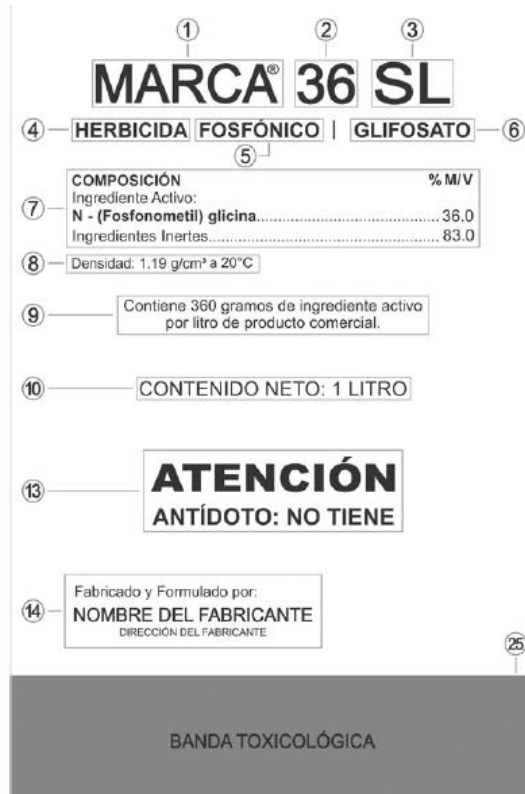 ① ② ③
MARCA® 36 SL
④ HERBICIDA FOSFÓNICO | GLIFOSATO ⑥
⑤
COMPOSICIÓN % M/V
⑦ Ingrediente Activo:
N - (Fosfonometil) glicina.................................... 36.0
Ingredientes Inertes............................................. 83.0
⑧ Densidad: 1.19 g/cm³ a 20°C
⑨ Contiene 360 gramos de ingrediente activo
por litro de producto comercial.
⑩ CONTENIDO NETO: 1 LITRO
⑬ ATENCIÓN
ANTÍDOTO: NO TIENE
Fabricado y Formulado por:
⑭ NOMBRE DEL FABRICANTE
DIRECCIÓN DEL FABRICANTE
㉕
BANDA TOXICOLÓGICA